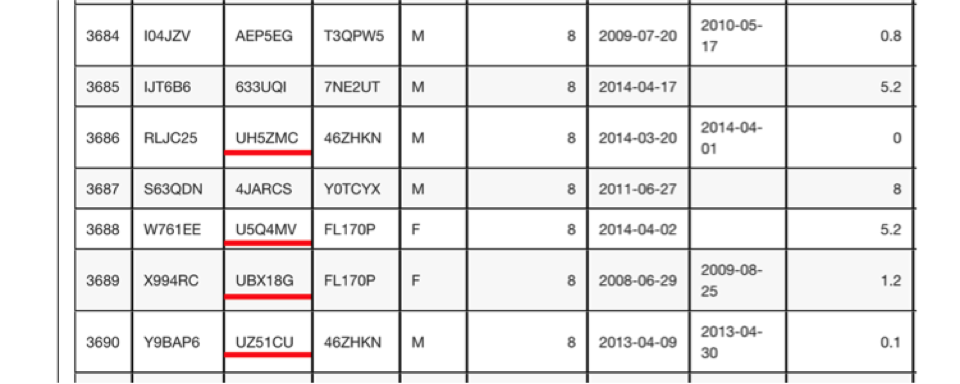 3684 I04JZV AEP5EG T3QPW5 M 8 2009-07-20 2010-05-17 0.8
3685 IJT6B6 633UQI 7NE2UT M 8 2014-04-17 5.2
3686 RLJC25 UH5ZMC 46ZHKN M 8 2014-03-20 2014-04-01 0
3687 S63QDN 4JARCS Y0TCYX M 8 2011-06-27 8
3688 W761EE U5Q4MV FL170P F 8 2014-04-02 5.2
3689 X994RC UBX18G FL170P F 8 2008-06-29 2009-08-25 1.2
3690 Y9BAP6 UZ51CU 46ZHKN M 8 2013-04-09 2013-04-30 0.1